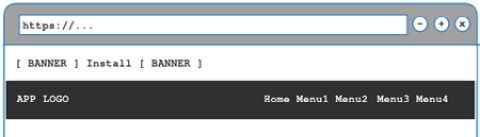 https://...
[ BANNER ] Install [ BANNER ]
APP LOGO Home Menu1 Menu2 Menu3 Menu4